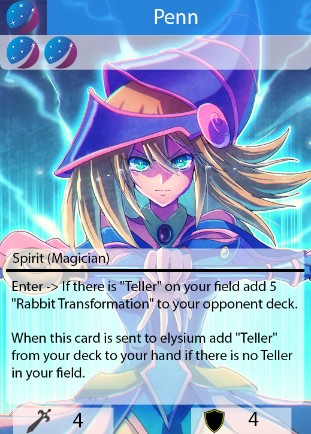 Penn
Spirit (Magician)
Enter -> If there is "Teller" on your field add 5
"Rabbit Transformation" to your opponent deck.
When this card is sent to elysium add "Teller"
from your deck to your hand if there is no Teller
in your field.
4
4